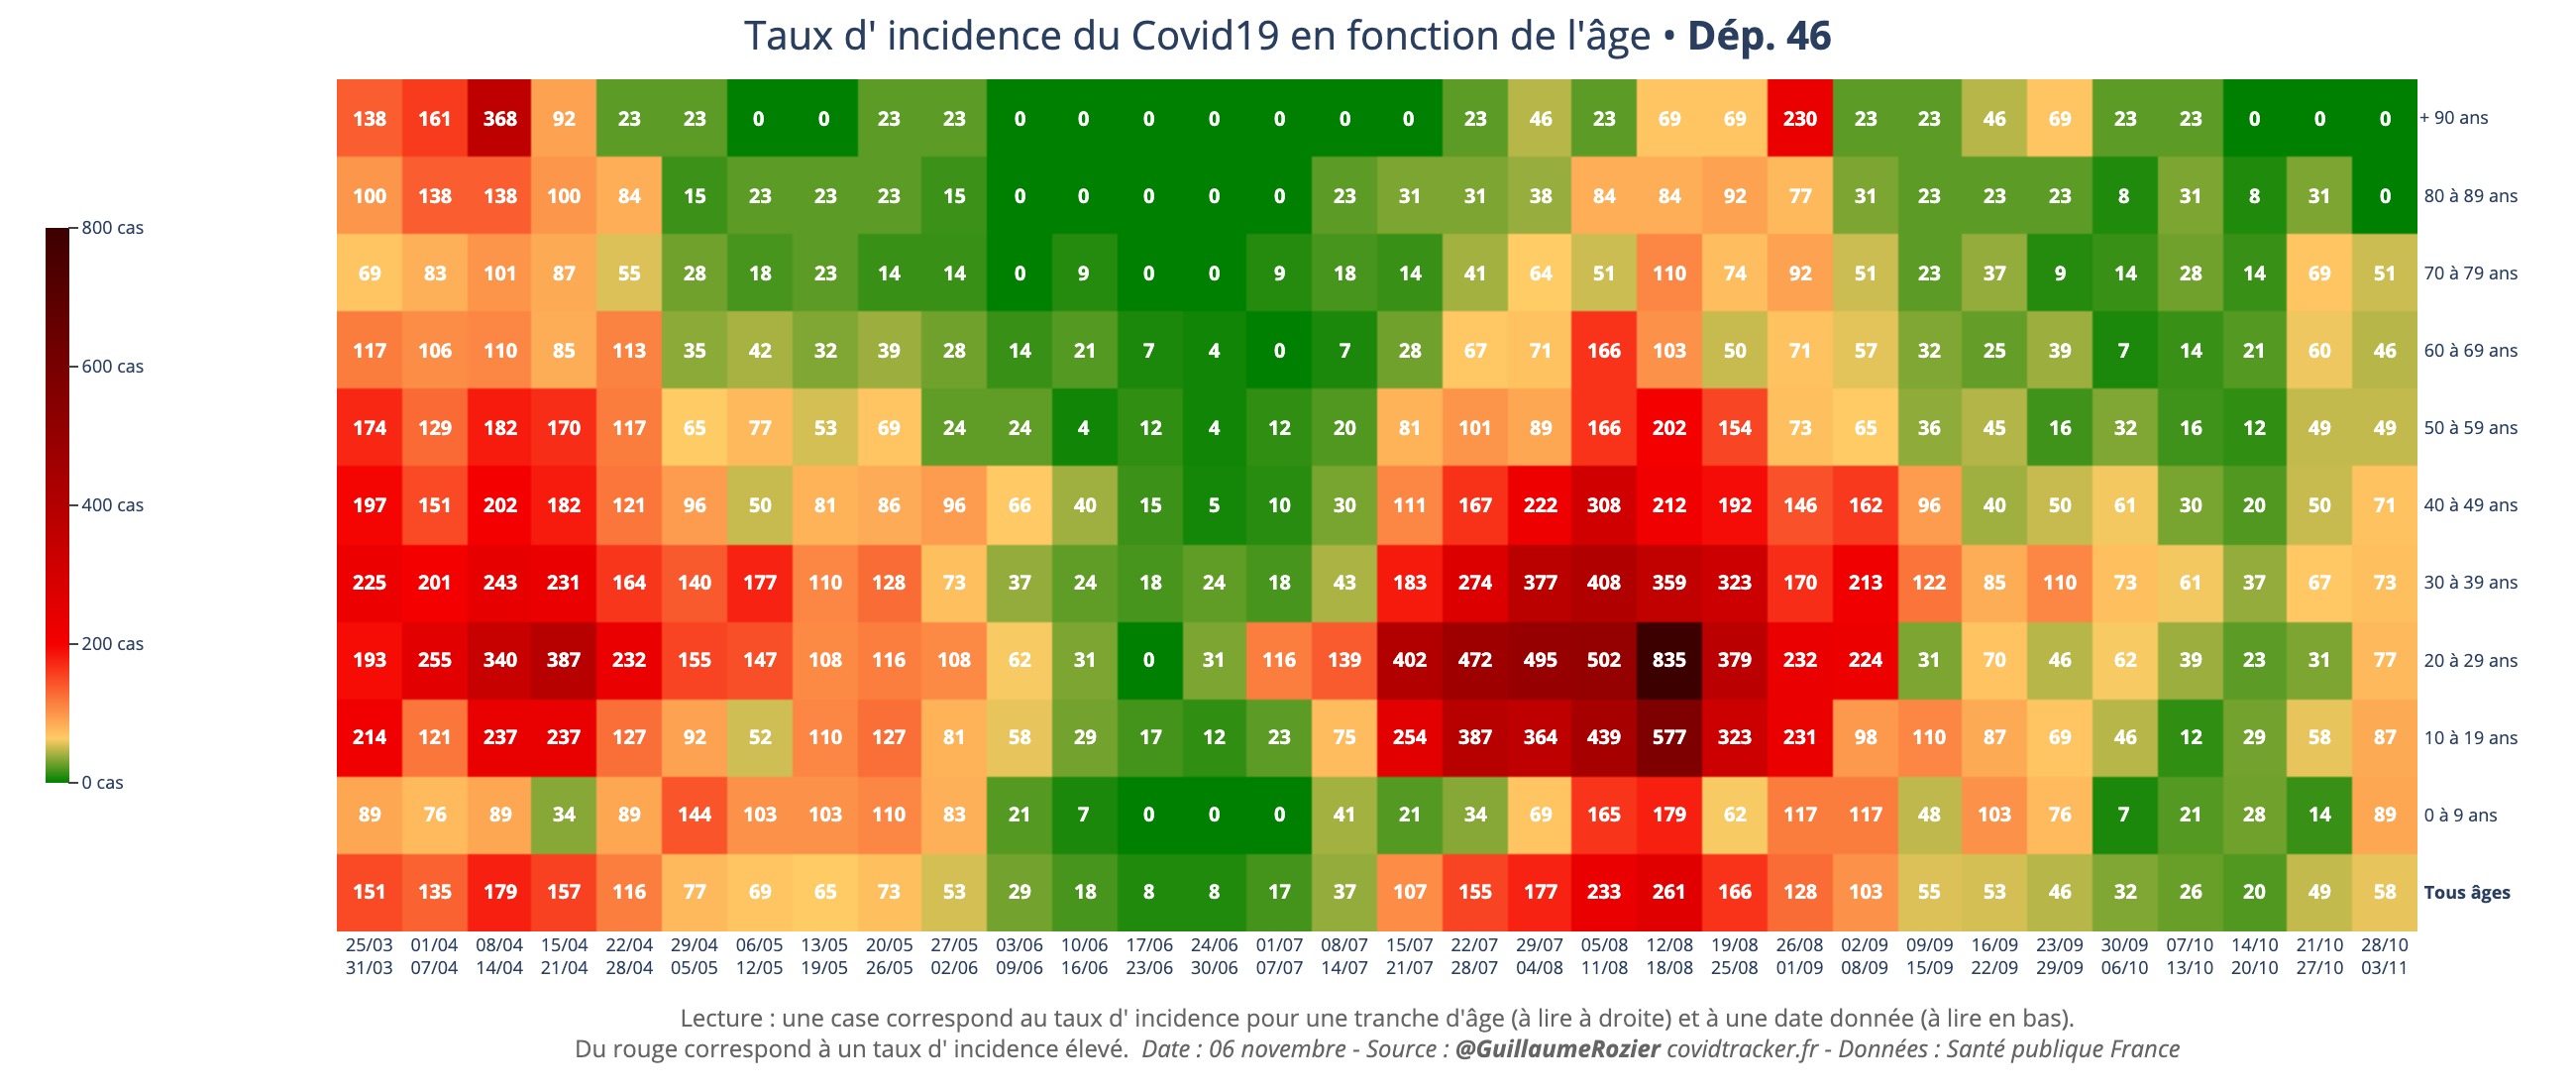 Taux d' incidence du Covid19 en fonction de l'âge • Dép. 46
800 cas
600 cas
400 cas
200 cas
0 cas
138 161 368 92 23 23 0 0 23 23 0 0 0 0 0 0 0 23 46 23 69 69 230 23 23 46 69 23 23 0 0 0 + 90 ans
100 138 138 100 84 15 23 23 23 15 0 0 0 0 0 23 31 31 38 84 84 92 77 31 23 23 23 8 31 8 31 0 80 à 89 ans
69 83 101 87 55 28 18 23 14 14 0 9 0 0 9 18 14 41 64 51 110 74 92 51 23 37 9 14 28 14 69 51 70 à 79 ans
117 106 110 85 113 35 42 32 39 28 14 21 7 4 0 7 28 67 71 166 103 50 71 57 32 25 39 7 14 21 60 46 60 à 69 ans
174 129 182 170 117 65 77 53 69 24 24 4 12 4 12 20 81 101 89 166 202 154 73 65 36 45 16 32 16 12 49 49 50 à 59 ans
197 151 202 182 121 96 50 81 86 96 66 40 15 5 10 30 111 167 222 308 212 192 146 162 96 40 50 61 30 20 50 71 40 à 49 ans
225 201 243 231 164 140 177 110 128 73 37 24 18 24 18 43 183 274 377 408 359 323 170 213 122 85 110 73 61 37 67 73 30 à 39 ans
193 255 340 387 232 155 147 108 116 108 62 31 0 31 116 139 402 472 495 502 835 379 232 224 31 70 46 62 39 23 31 77 20 à 29 ans
214 121 237 237 127 92 52 110 127 81 58 29 17 12 23 75 254 387 364 439 577 323 231 98 110 87 69 46 12 29 58 87 10 à 19 ans
89 76 89 34 89 144 103 103 110 83 21 7 0 0 0 41 21 34 69 165 179 62 117 117 48 103 76 7 21 28 14 89 0 à 9 ans
151 135 179 157 116 77 69 65 73 53 29 18 8 8 17 37 107 155 177 233 261 166 128 103 55 53 46 32 26 20 49 58 Tous âges
25/03 01/04 08/04 15/04 22/04 29/04 06/05 13/05 20/05 27/05 03/06 10/06 17/06 24/06 01/07 08/07 15/07 22/07 29/07 05/08 12/08 19/08 26/08 02/09 09/09 16/09 23/09 30/09 07/10 14/10 21/10 28/10
31/03 07/04 14/04 21/04 28/04 05/05 12/05 19/05 26/05 02/06 09/06 16/06 23/06 30/06 07/07 14/07 21/07 28/07 04/08 11/08 18/08 25/08 01/09 08/09 15/09 22/09 29/09 06/10 13/10 20/10 27/10 03/11
Lecture : une case correspond au taux d' incidence pour une tranche d'âge (à lire à droite) et à une date donnée (à lire en bas).
Du rouge correspond à un taux d' incidence élevé. Date : 06 novembre - Source : @GuillaumeRozier covidtracker.fr - Données : Santé publique France